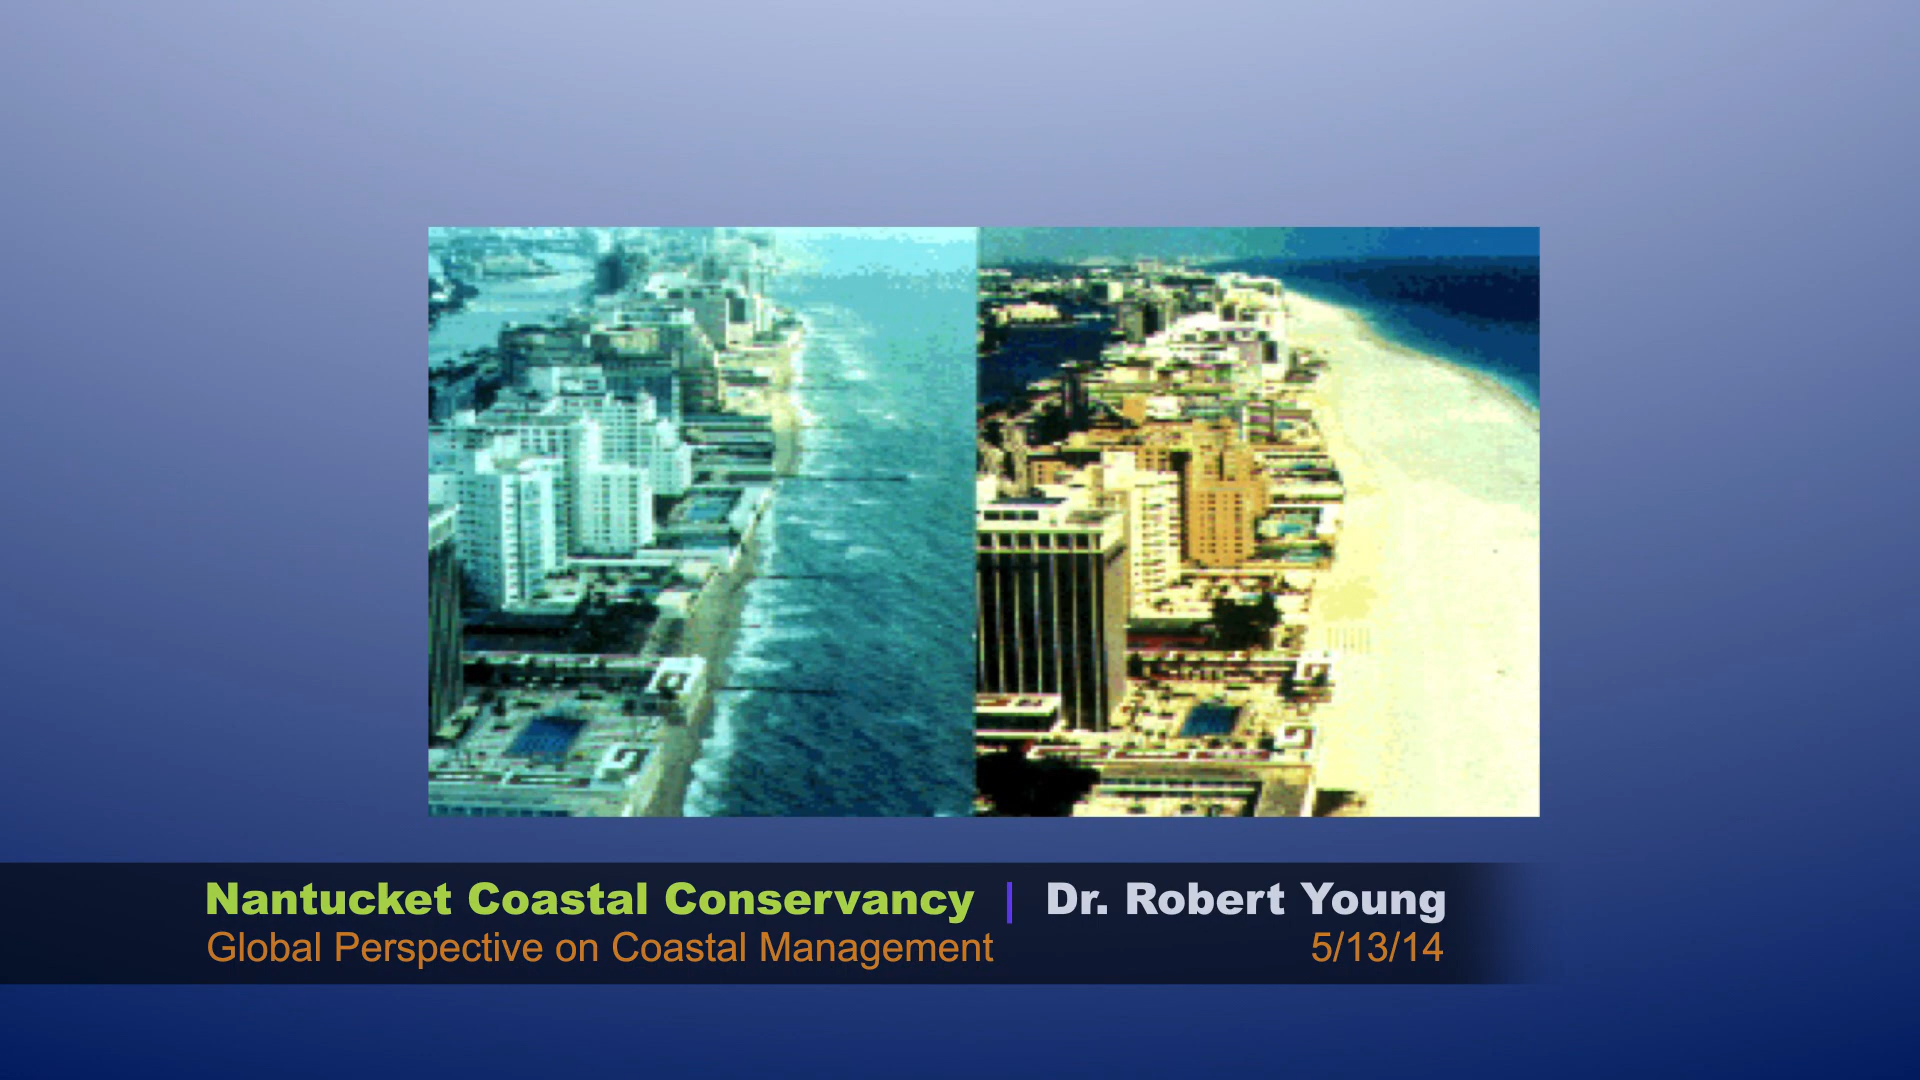 Nantucket Coastal Conservancy | Dr. Robert Young
Global Perspective on Coastal Management 5/13/14